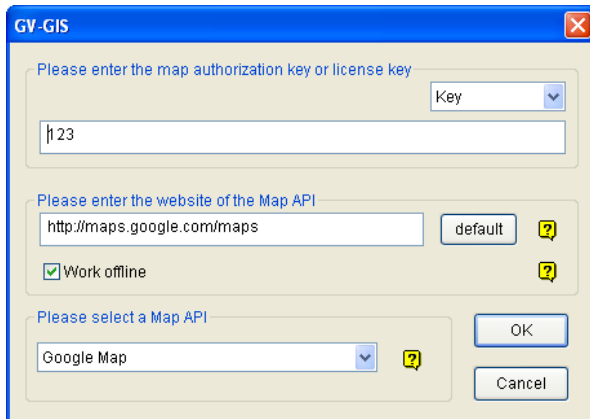 GV-GIS
Please enter the map authorization key or license key
Key
123
Please enter the website of the Map API
http://maps.google.com/maps
default
?
Work offline
?
Please select a Map API
Google Map
?
OK
Cancel